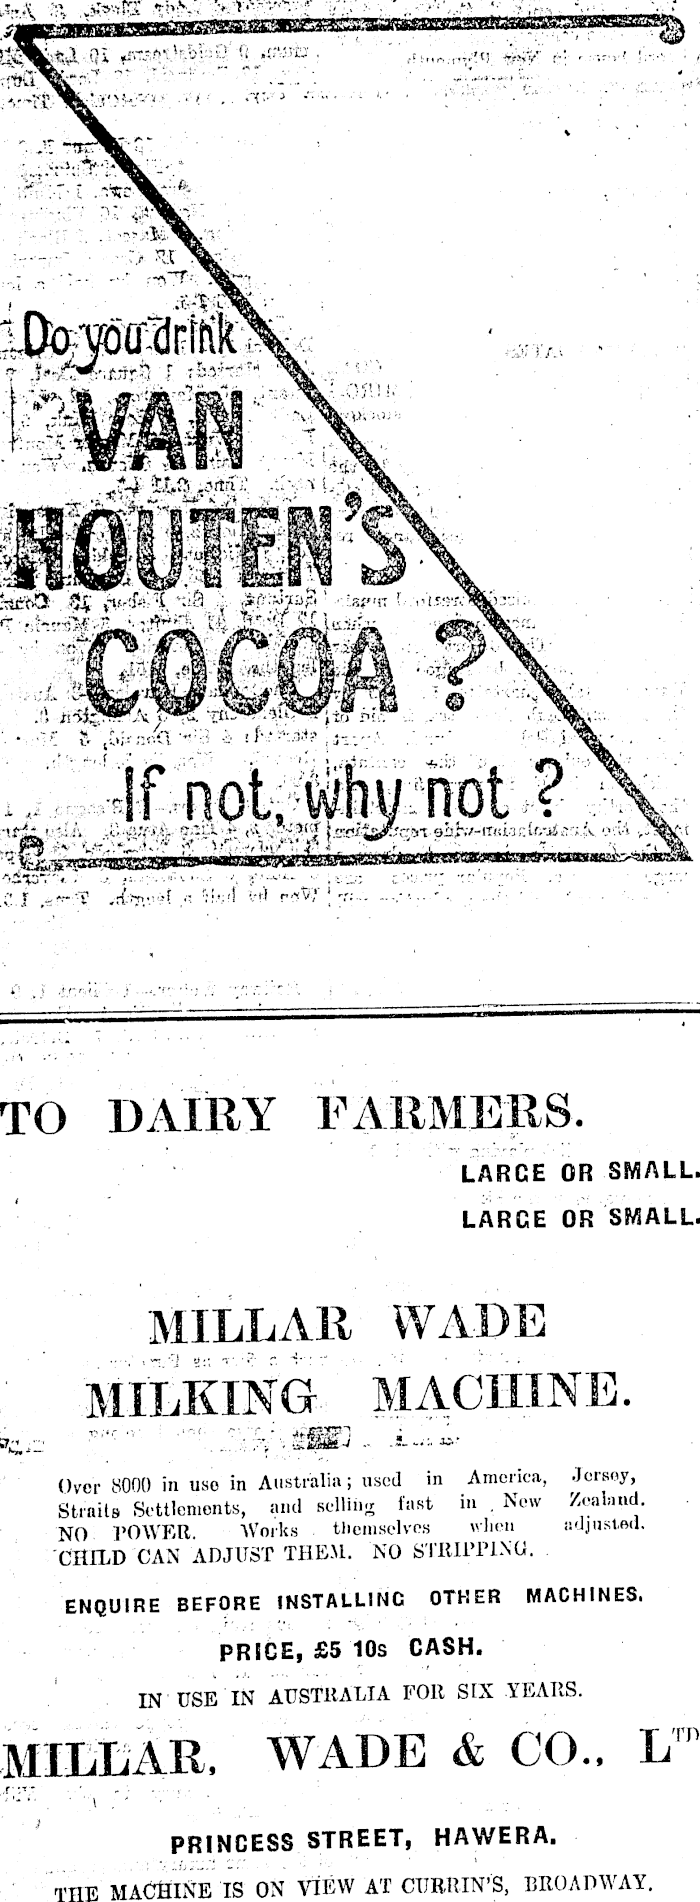 Do you drink
VAN
HOUTEN'S
COCOA ?
If not, why not ?
TO DAIRY FARMERS.
LARGE OR SMALL.
LARGE OR SMALL.
MILLAR WADE
MILKING MACHINE.
Over 8000 in use in Australia; used in America, Jersey,
Straits Settlements, and selling fast in New Zealand.
NO POWER. Works themselves when adjusted.
CHILD CAN ADJUST THEM. NO STRIPPING.
ENQUIRE BEFORE INSTALLING OTHER MACHINES.
PRICE, £5 10s CASH.
IN USE IN AUSTRALIA FOR SIX YEARS.
MILLAR, WADE & CO., LTD
PRINCESS STREET, HAWERA.
THE MACHINE IS ON VIEW AT CURRIN'S, BROADWAY.